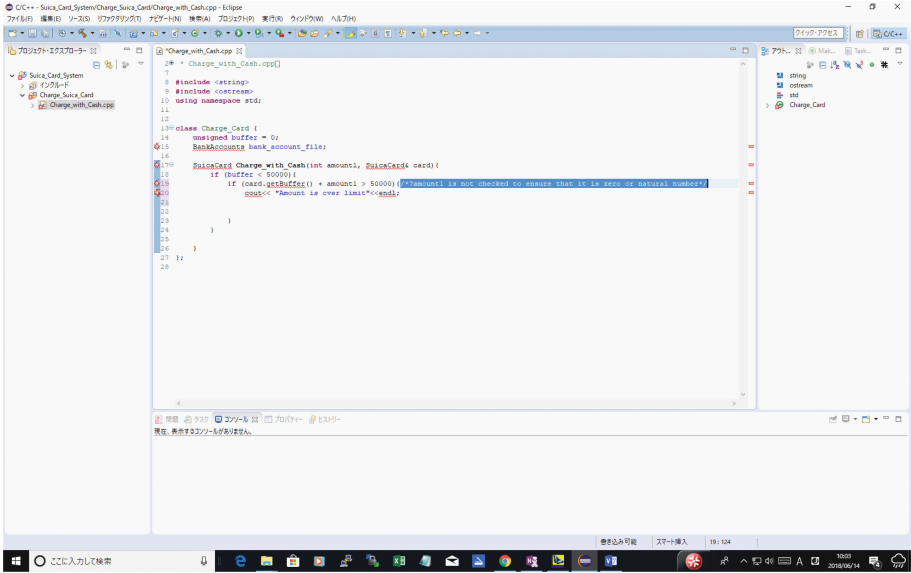 C/C++ - Suica_Card_System/Charge_Suica_Card/Charge_with_Cash.cpp - Eclipse
ファイル(F) 編集(E) ソース(S) リファクタリング(T) ナビゲート(N) 検索(A) プロジェクト(P) 実行(R) ウィンドウ(W) ヘルプ(H)
クイック・アクセス
C/C++
プロジェクト・エクスプローラー
Suica_Card_System
インクルード
Charge_Suica_Card
Charge_with_Cash.cpp
*Charge_with_Cash.cpp
2 * Charge_with_Cash.cpp
7
8 #include <string>
9 #include <ostream>
10 using namespace std;
11
12
13 class Charge_Card {
14 unsigned buffer = 0;
15 BankAccounts bank_account_file;
16
17 SuicaCard Charge_with_Cash(int amount1, SuicaCard& card){
18 if (buffer < 50000){
19 if (card.getBuffer() + amount1 > 50000){/*?amount1 is not checked to ensure that it is zero or natural number*/
20 cout<< "Amount is over limit"<<endl;
21
22
23 }
24 }
25
26 }
27 };
28
アウト... Mak... Task...
string
ostream
std
Charge_Card
問題 タスク コンソール プロパティー ヒストリー
現在、表示するコンソールがありません。
書き込み可能 スマート挿入 19 : 124
ここに入力して検索
A
10:03
2018/06/14